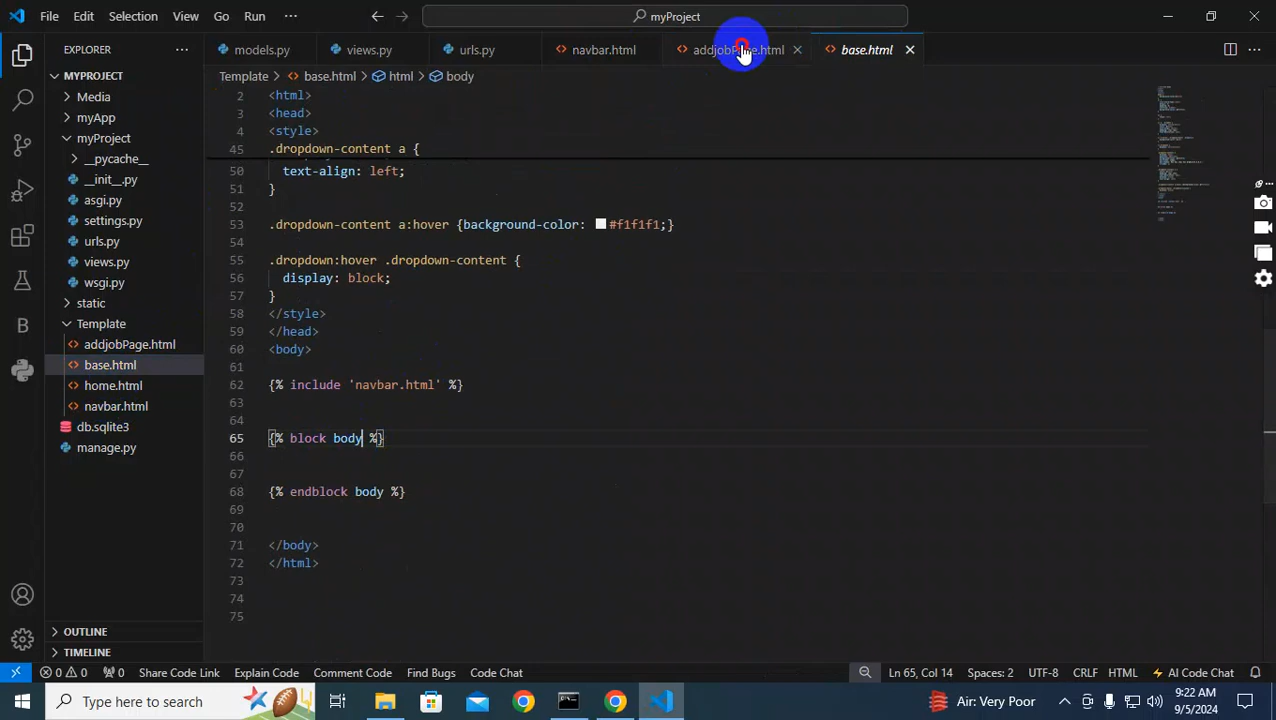 File Edit Selection View Go Run ··· myProject
EXPLORER ···
models.py views.py urls.py navbar.html addjobPage.html base.html
Template > base.html > html > body
MYPROJECT
Media
myApp
myProject
__pycache__
__init__.py
asgi.py
settings.py
urls.py
views.py
wsgi.py
static
Template
addjobPage.html
base.html
home.html
navbar.html
db.sqlite3
manage.py
OUTLINE
TIMELINE
2 <html>
3 <head>
4 <style>
45 .dropdown-content a {
50 text-align: left;
51 }
52
53 .dropdown-content a:hover {background-color: #f1f1f1;}
54
55 .dropdown:hover .dropdown-content {
56 display: block;
57 }
58 </style>
59 </head>
60 <body>
61
62 {% include 'navbar.html' %}
63
64
65 {% block body %}
66
67
68 {% endblock body %}
69
70
71 </body>
72 </html>
73
74
75
0 0 0 Share Code Link Explain Code Comment Code Find Bugs Code Chat Ln 65, Col 14 Spaces: 2 UTF-8 CRLF HTML AI Code Chat
Type here to search Air: Very Poor 9:22 AM
9/5/2024